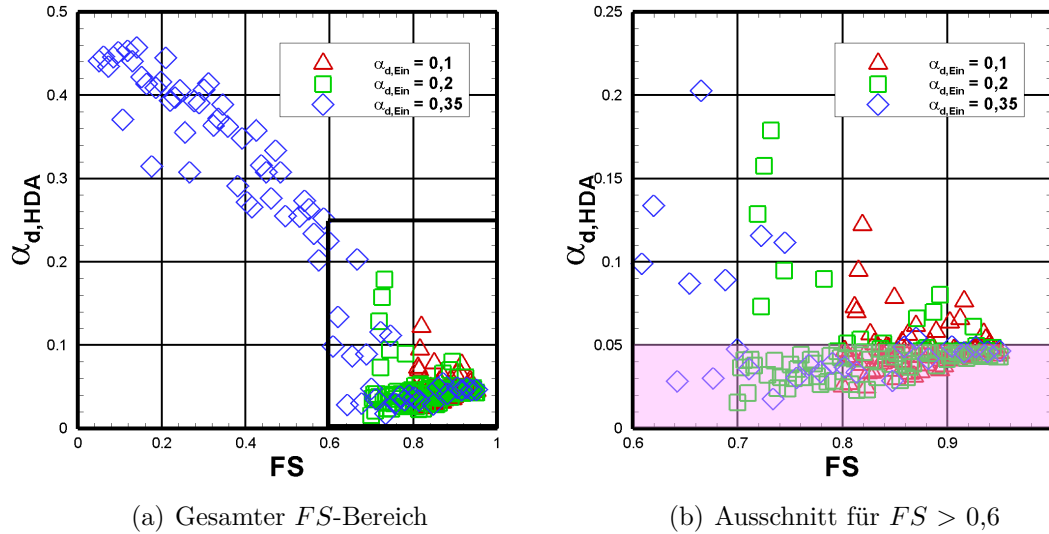 0.5
0.4
0.3
0.2
0.1
0
0
0.2
0.4
0.6
0.8
1
α_d,HDA
FS
α_d,Ein = 0,1
α_d,Ein = 0,2
α_d,Ein = 0,35
(a) Gesamter FS-Bereich
0.25
0.2
0.15
0.1
0.05
0
0.6
0.7
0.8
0.9
α_d,HDA
FS
α_d,Ein = 0,1
α_d,Ein = 0,2
α_d,Ein = 0,35
(b) Ausschnitt für FS > 0,6